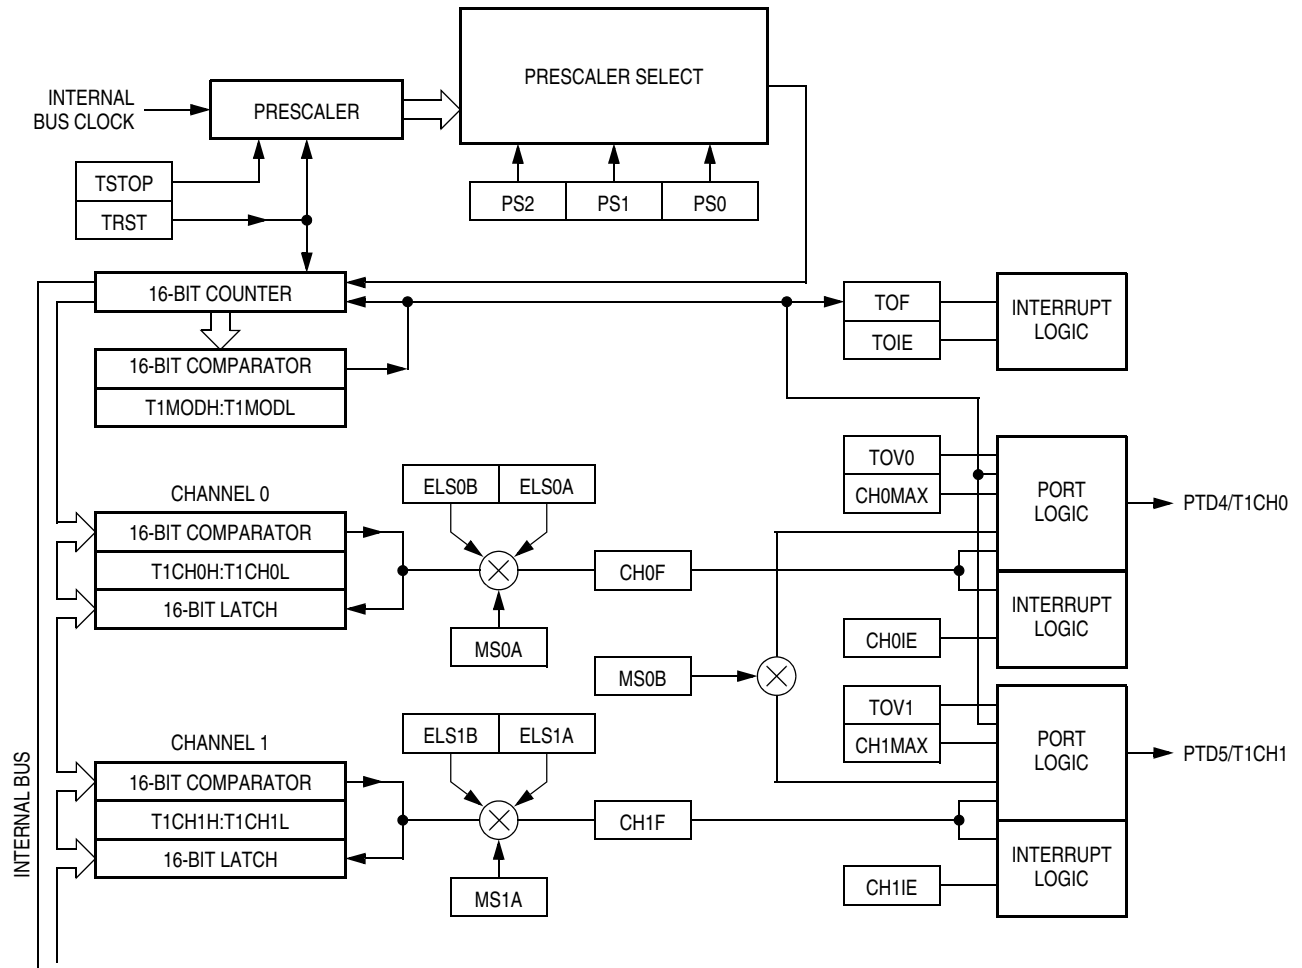 PRESCALER SELECT
INTERNAL
BUS CLOCK
PRESCALER
TSTOP
TRST
PS2
PS1
PS0
16-BIT COUNTER
16-BIT COMPARATOR
T1MODH:T1MODL
TOF
TOIE
INTERRUPT
LOGIC
CHANNEL 0
16-BIT COMPARATOR
T1CH0H:T1CH0L
16-BIT LATCH
ELS0B
ELS0A
MS0A
CH0F
TOV0
CH0MAX
PORT
LOGIC
PTD4/T1CH0
INTERRUPT
LOGIC
CH0IE
MS0B
INTERNAL BUS
CHANNEL 1
16-BIT COMPARATOR
T1CH1H:T1CH1L
16-BIT LATCH
ELS1B
ELS1A
MS1A
CH1F
TOV1
CH1MAX
PORT
LOGIC
PTD5/T1CH1
INTERRUPT
LOGIC
CH1IE